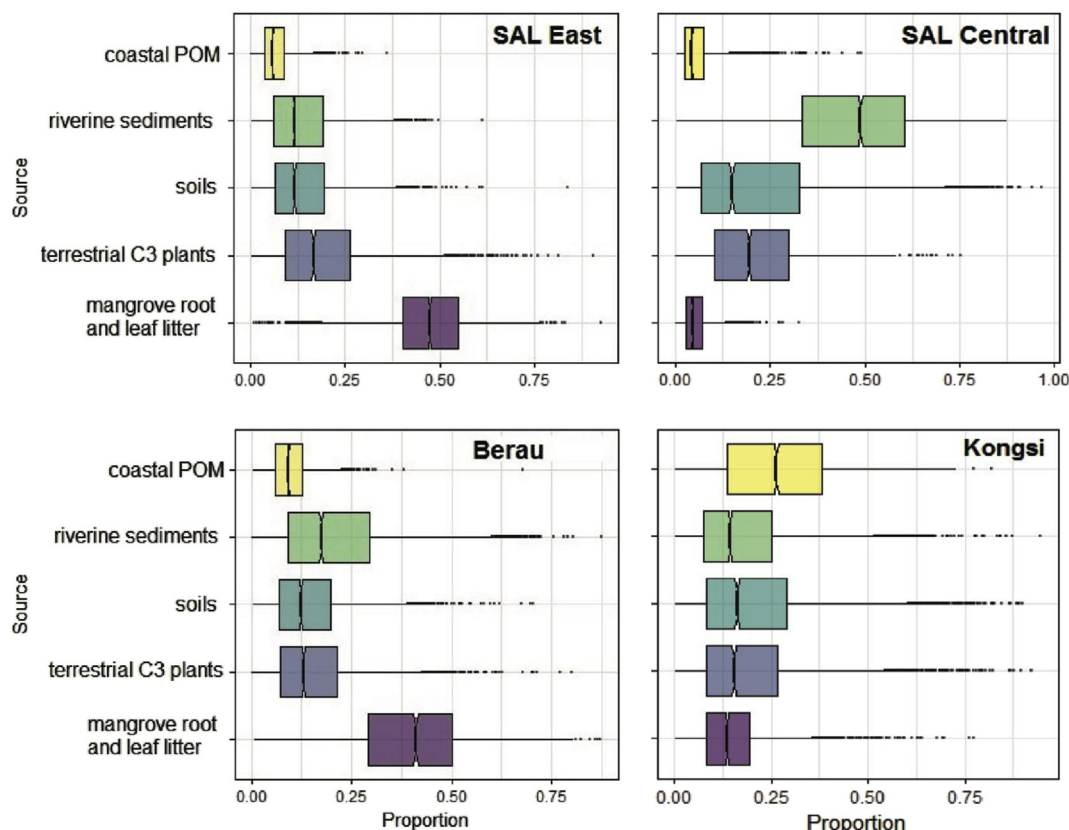 SAL East
coastal POM
riverine sediments
soils
terrestrial C3 plants
mangrove root
and leaf litter
Source
0.00 0.25 0.50 0.75
SAL Central
0.00 0.25 0.50 0.75 1.00
Berau
coastal POM
riverine sediments
soils
terrestrial C3 plants
mangrove root
and leaf litter
Source
0.00 0.25 0.50 0.75
Proportion
Kongsi
0.00 0.25 0.50 0.75
Proportion